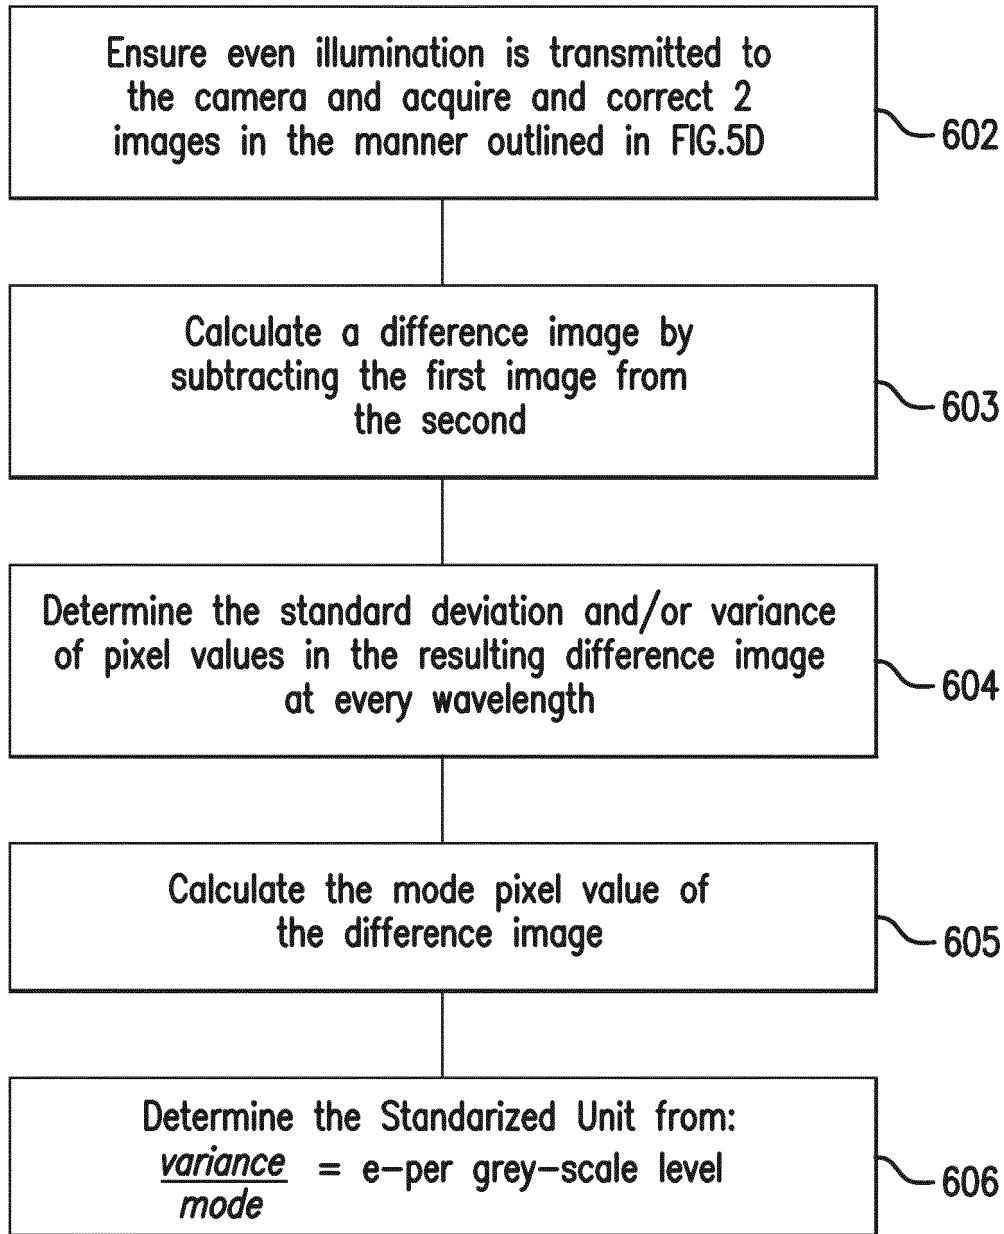 Ensure even illumination is transmitted to
the camera and acquire and correct 2
images in the manner outlined in FIG.5D
602
Calculate a difference image by
subtracting the first image from
the second
603
Determine the standard deviation and/or variance
of pixel values in the resulting difference image
at every wavelength
604
Calculate the mode pixel value of
the difference image
605
Determine the Standarized Unit from:
variance
mode
= e-per grey-scale level
606